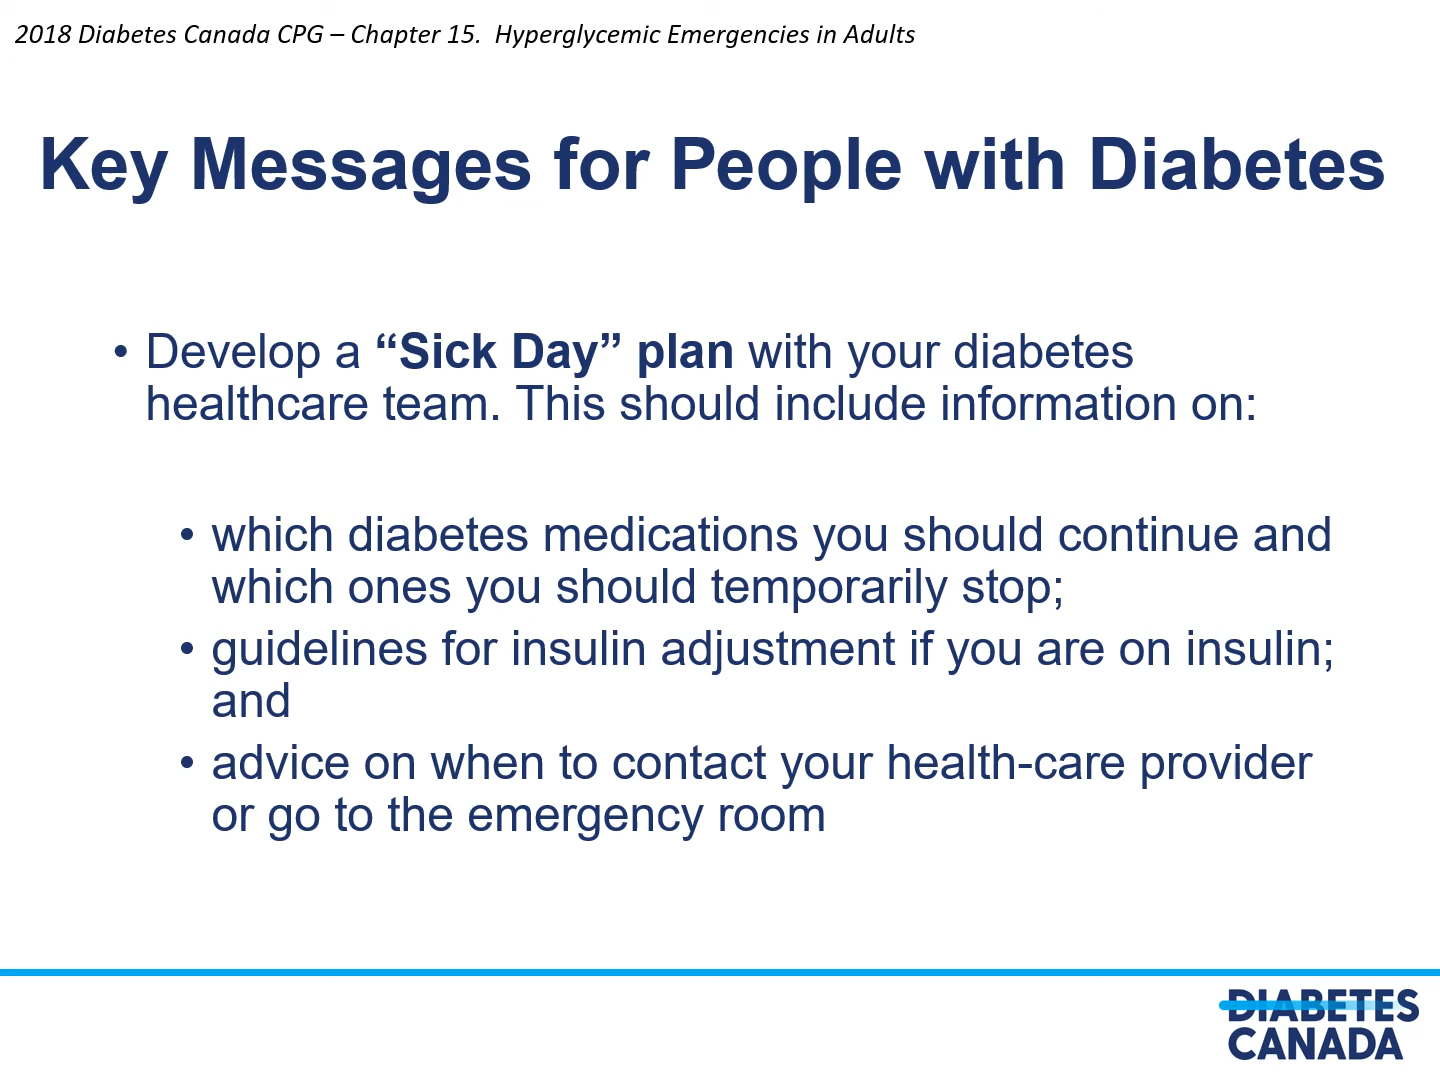 2018 Diabetes Canada CPG – Chapter 15.  Hyperglycemic Emergencies in Adults
Key Messages for People with Diabetes
• Develop a “Sick Day” plan with your diabetes
healthcare team. This should include information on:
• which diabetes medications you should continue and
which ones you should temporarily stop;
• guidelines for insulin adjustment if you are on insulin;
and
• advice on when to contact your health-care provider
or go to the emergency room
DIABETES
CANADA